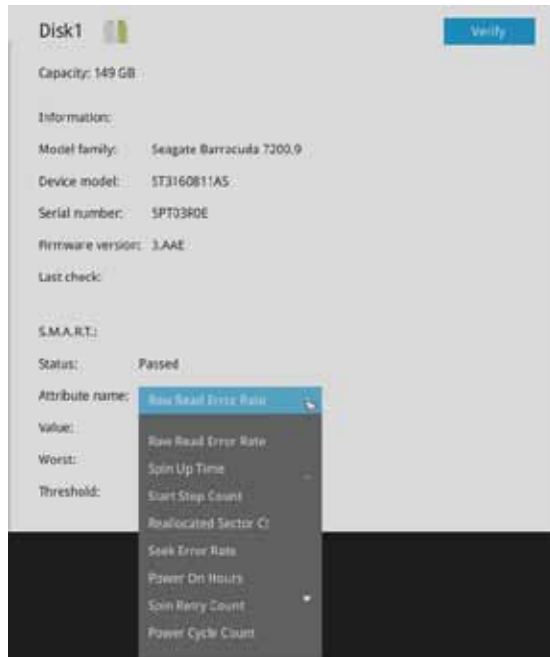 Disk1
Verify
Capacity: 149 GB
Information:
Model family: Seagate Barracuda 7200.9
Device model: ST3160811AS
Serial number: 5PT03R0E
Firmware version: 3.AAE
Last check:
S.M.A.R.T.:
Status: Passed
Attribute name: Raw Read Error Rate
Value:
Worst:
Threshold:
Raw Read Error Rate
Spin Up Time
Start Stop Count
Reallocated Sector Ct
Seek Error Rate
Power On Hours
Spin Retry Count
Power Cycle Count